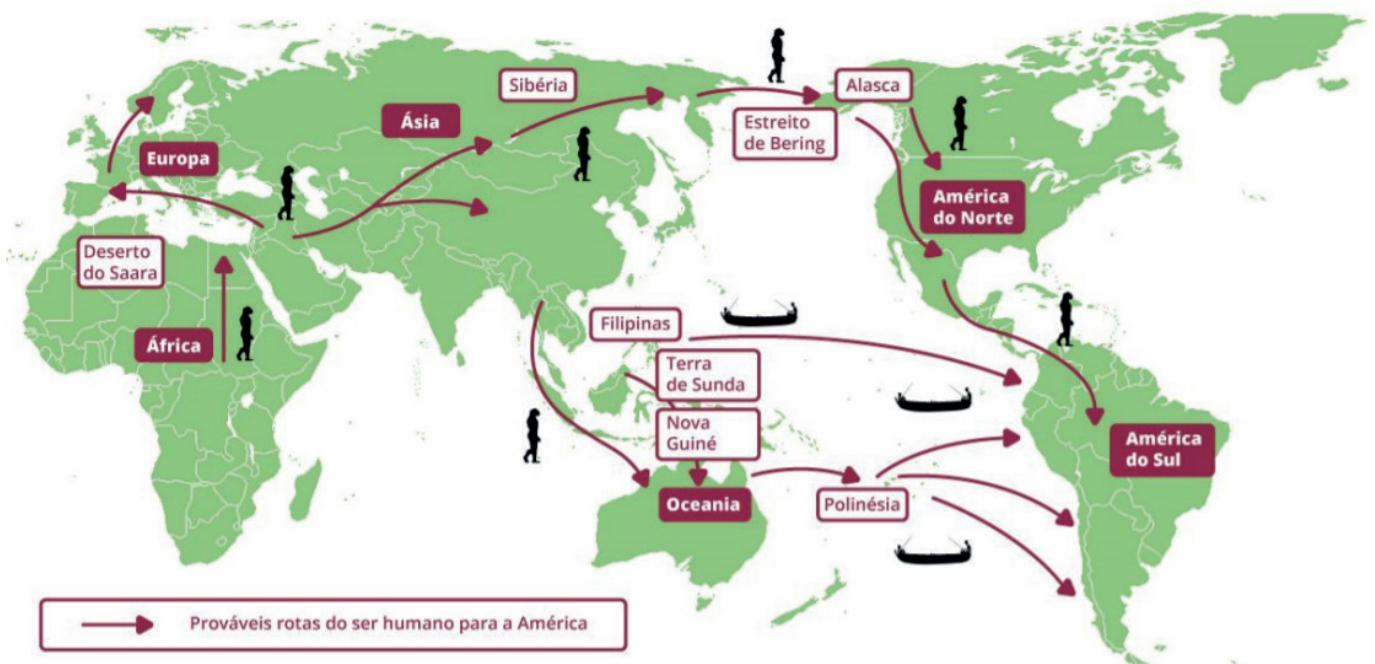 Sibéria
Alasca
Ásia
Estreito
de Bering
Europa
América
do Norte
Deserto
do Saara
Filipinas
África
Terra
de Sunda
Nova
Guiné
América
do Sul
Oceania
Polinésia
Prováveis rotas do ser humano para a América